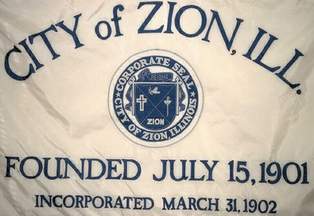 CITY of ZION, ILL.
CORPORATE SEAL
ZION
CITY OF ZION, ILLINOIS
FOUNDED JULY 15, 1901
INCORPORATED MARCH 31, 1902